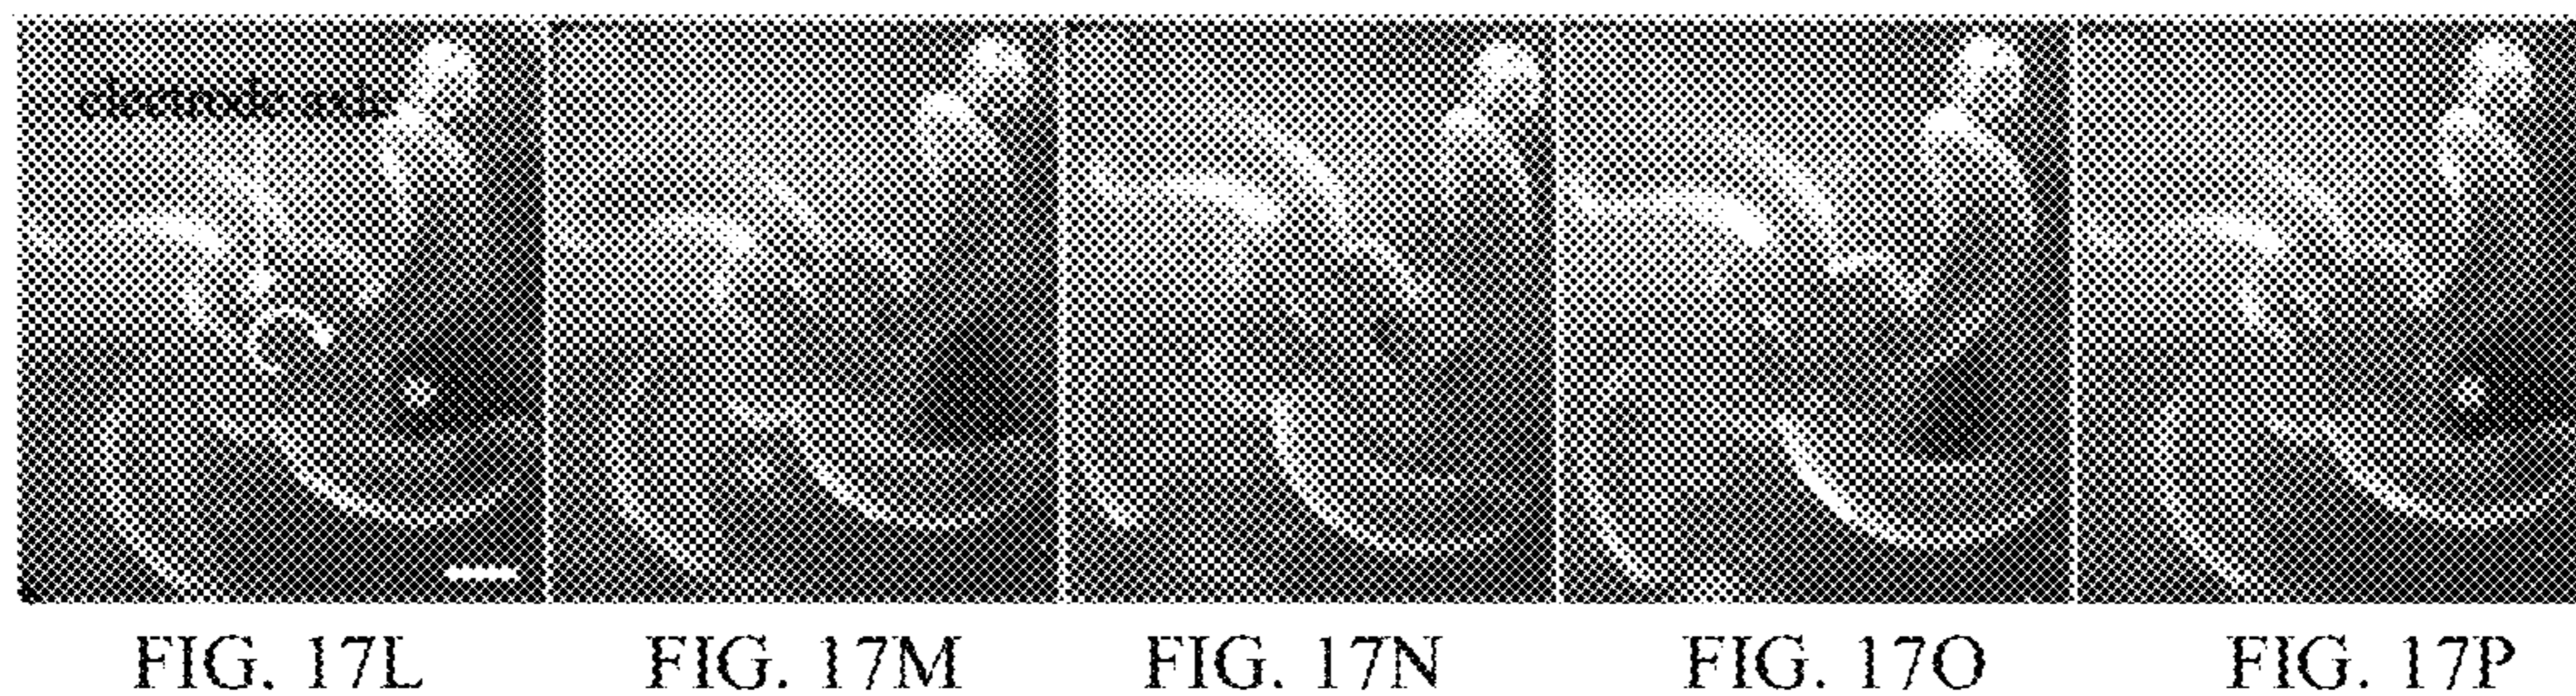 electrode axis
FIG. 17L
FIG. 17M
FIG. 17N
FIG. 17O
FIG. 17P